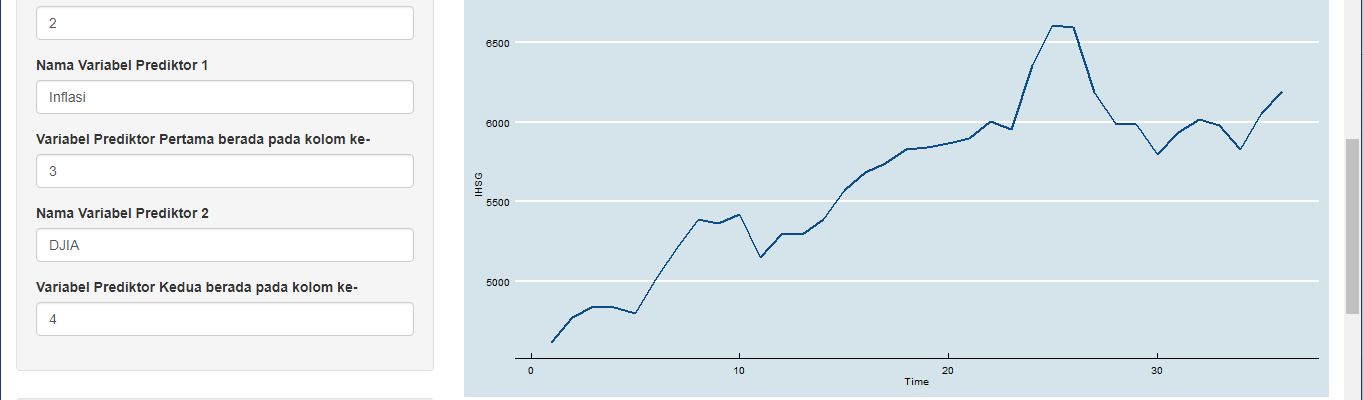 2
Nama Variabel Prediktor 1
Inflasi
Variabel Prediktor Pertama berada pada kolom ke-
3
Nama Variabel Prediktor 2
DJIA
Variabel Prediktor Kedua berada pada kolom ke-
4
6500
6000
5500
5000
IHSG
0 10 20 30
Time